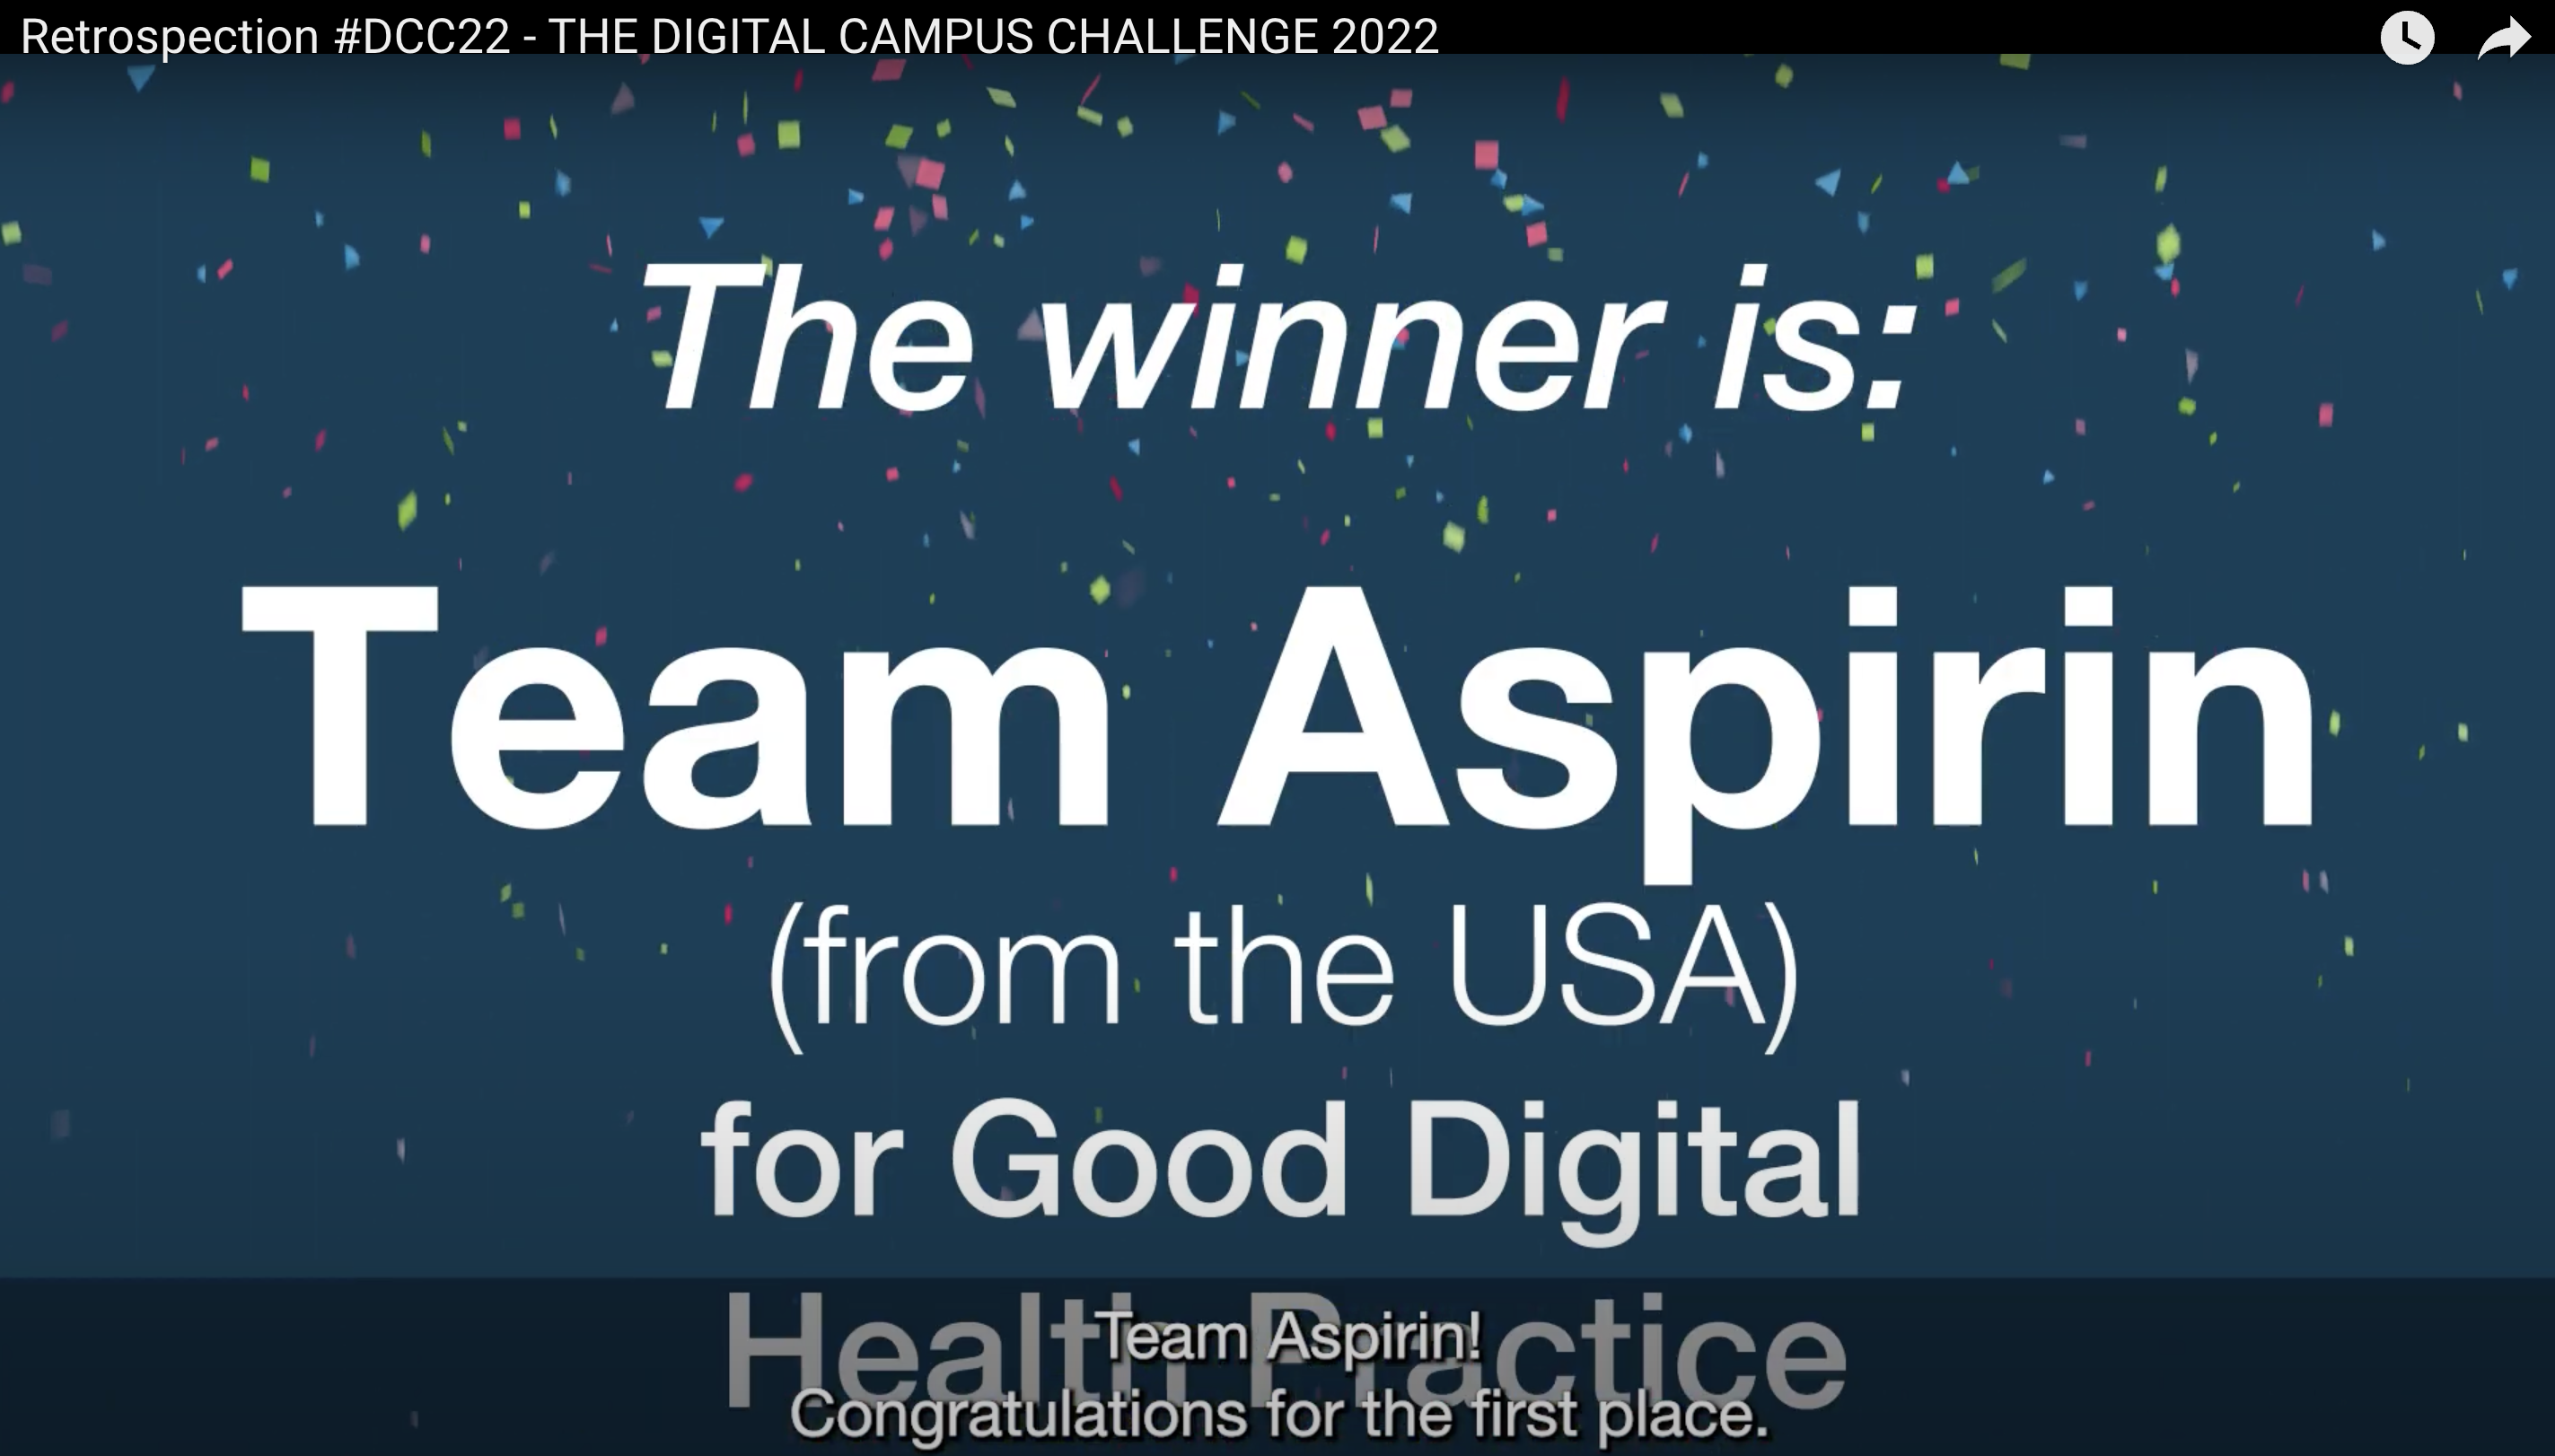 Retrospection #DCC22 - THE DIGITAL CAMPUS CHALLENGE 2022
The winner is:
Team Aspirin
(from the USA)
for Good Digital
Health Practice
Team Aspirin!
Congratulations for the first place.